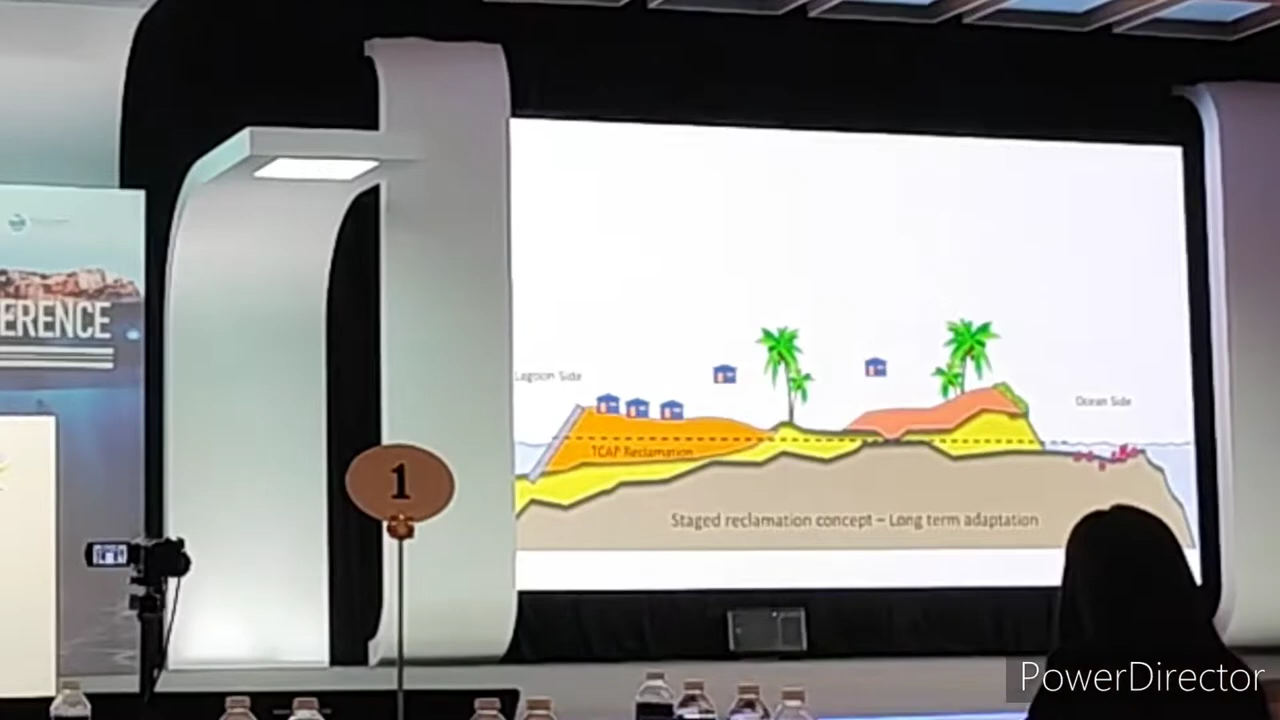 ERENCE
Lagoon Side
Ocean Side
TCAP Reclamation
Staged reclamation concept – Long term adaptation
1
PowerDirector